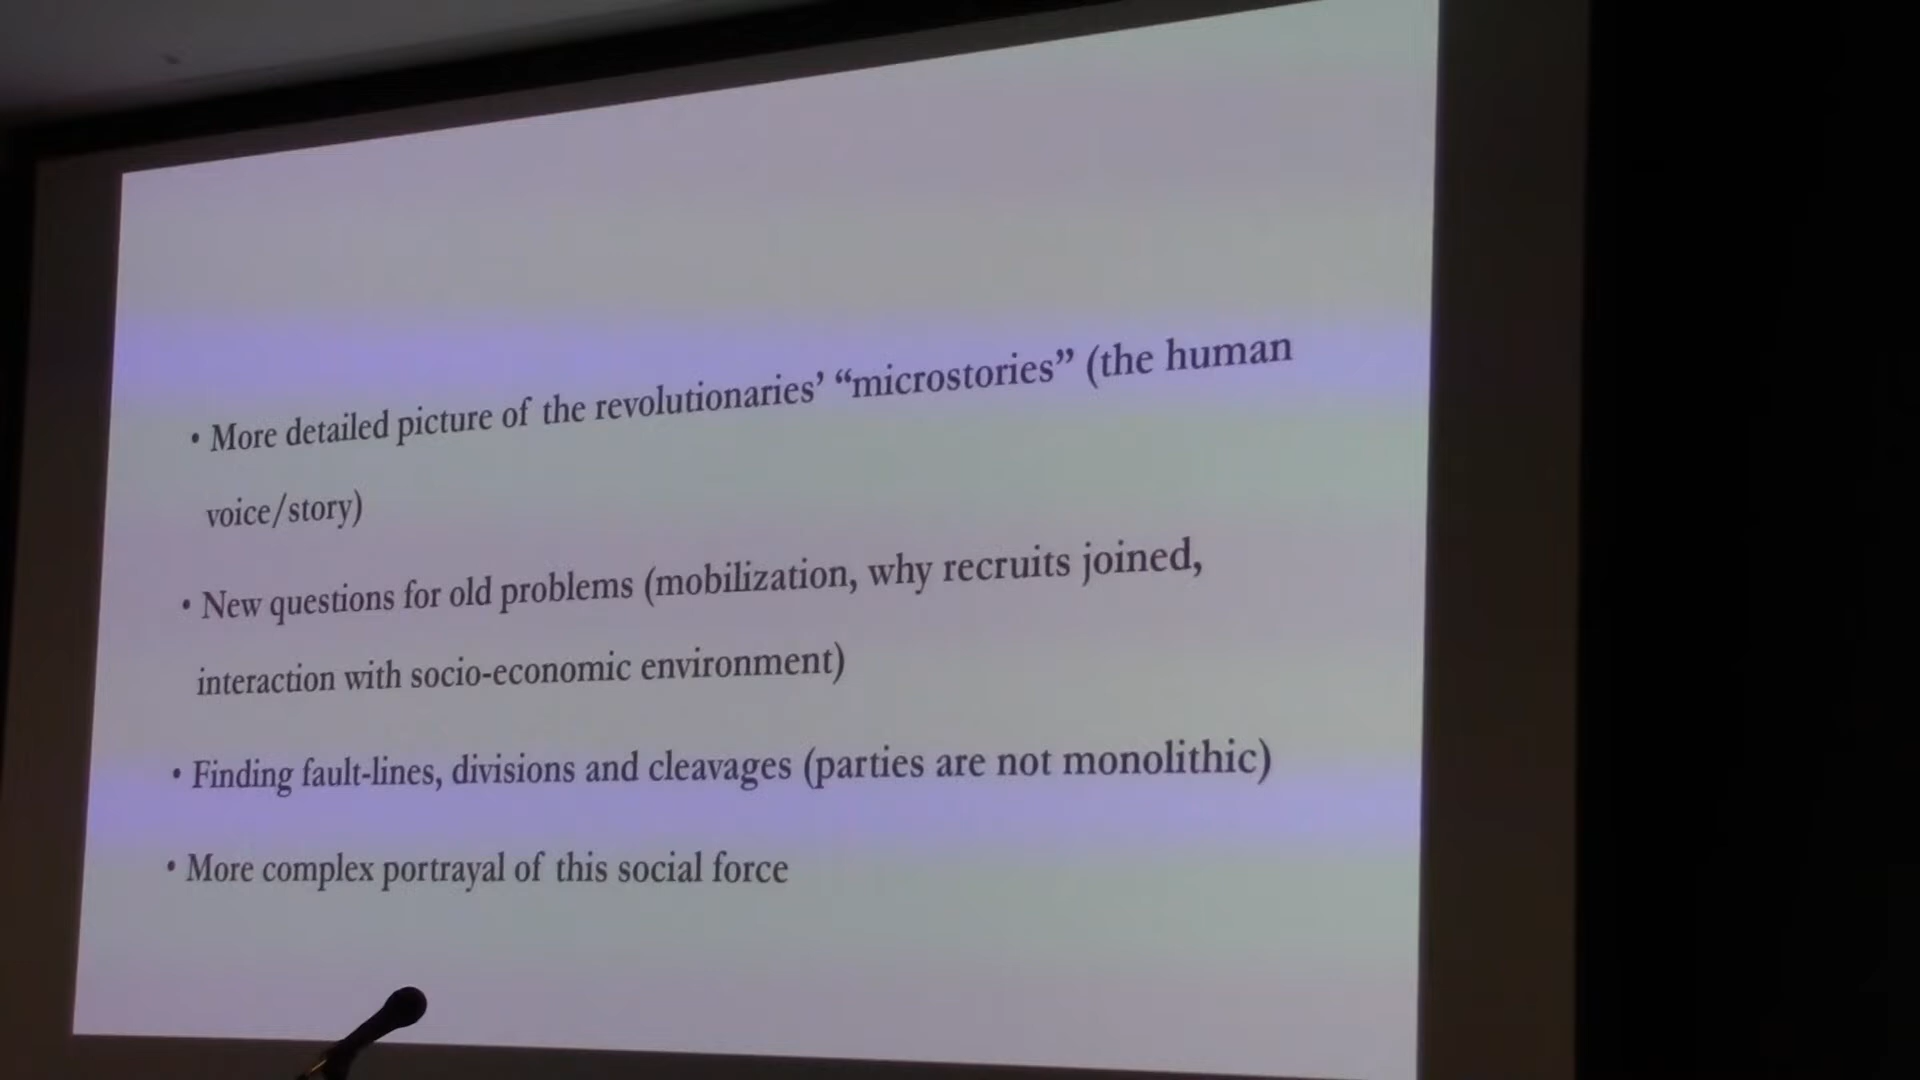 • More detailed picture of the revolutionaries’ “microstories” (the human
voice/story)
• New questions for old problems (mobilization, why recruits joined,
interaction with socio-economic environment)
• Finding fault-lines, divisions and cleavages (parties are not monolithic)
• More complex portrayal of this social force